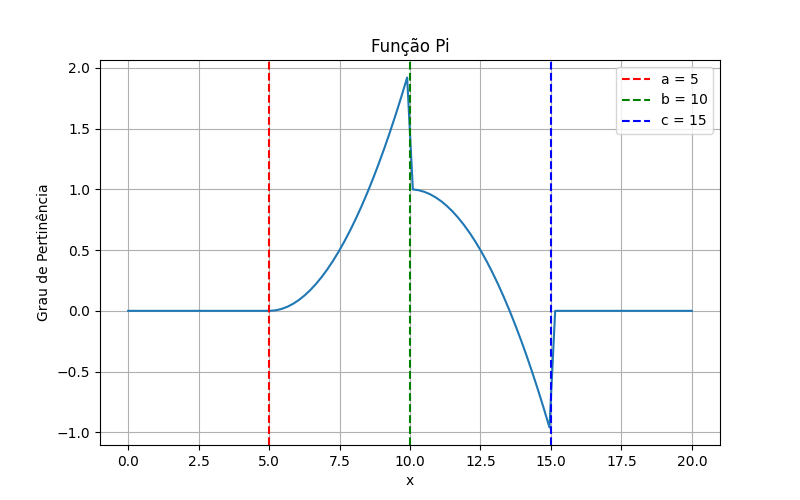 Função Pi
Grau de Pertinência
2.0
1.5
1.0
0.5
0.0
−0.5
−1.0
a = 5
b = 10
c = 15
0.0 2.5 5.0 7.5 10.0 12.5 15.0 17.5 20.0
x